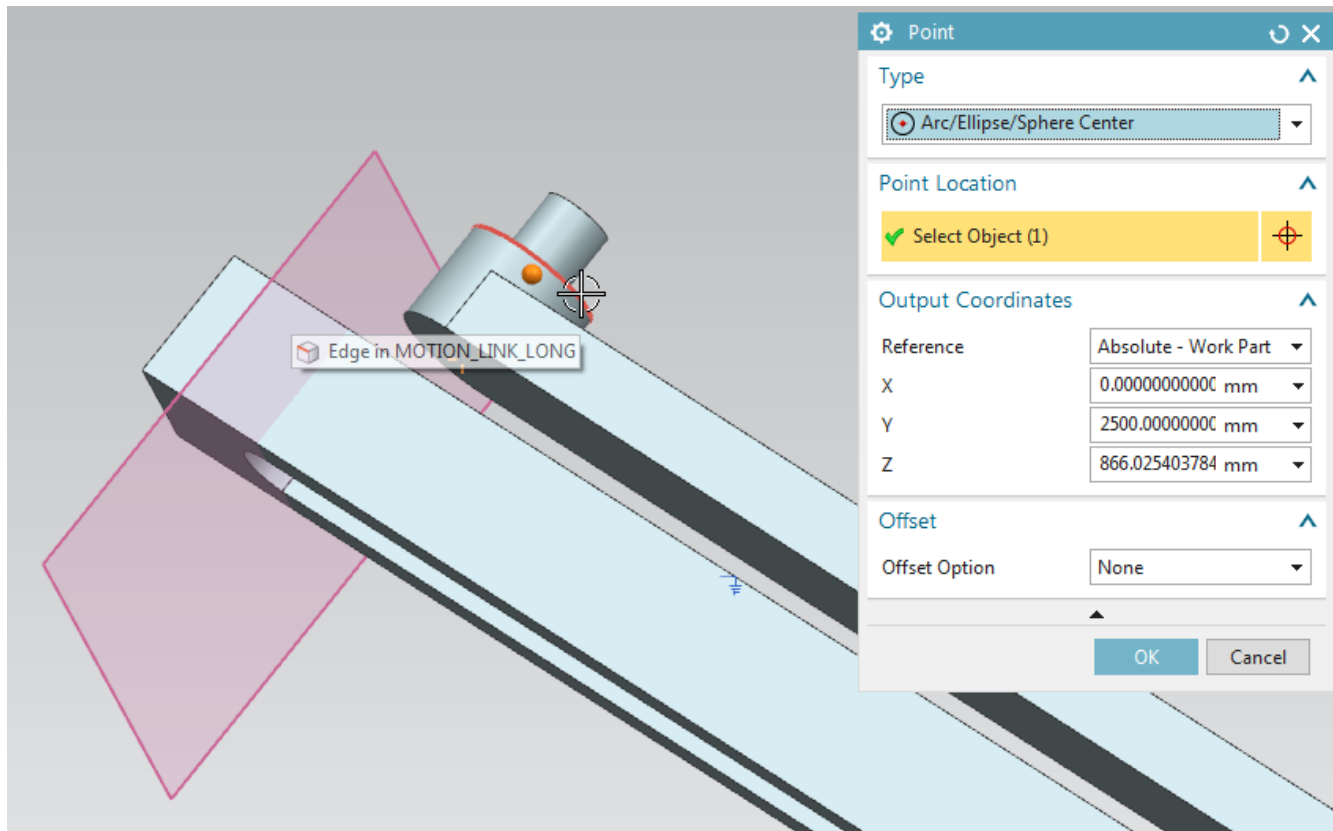 Point
Type
Arc/Ellipse/Sphere Center
Point Location
Select Object (1)
Output Coordinates
Edge in MOTION_LINK_LONG
Reference Absolute - Work Part
X 0.00000000000 mm
Y 2500.00000000 mm
Z 866.025403784 mm
Offset
Offset Option None
OK Cancel